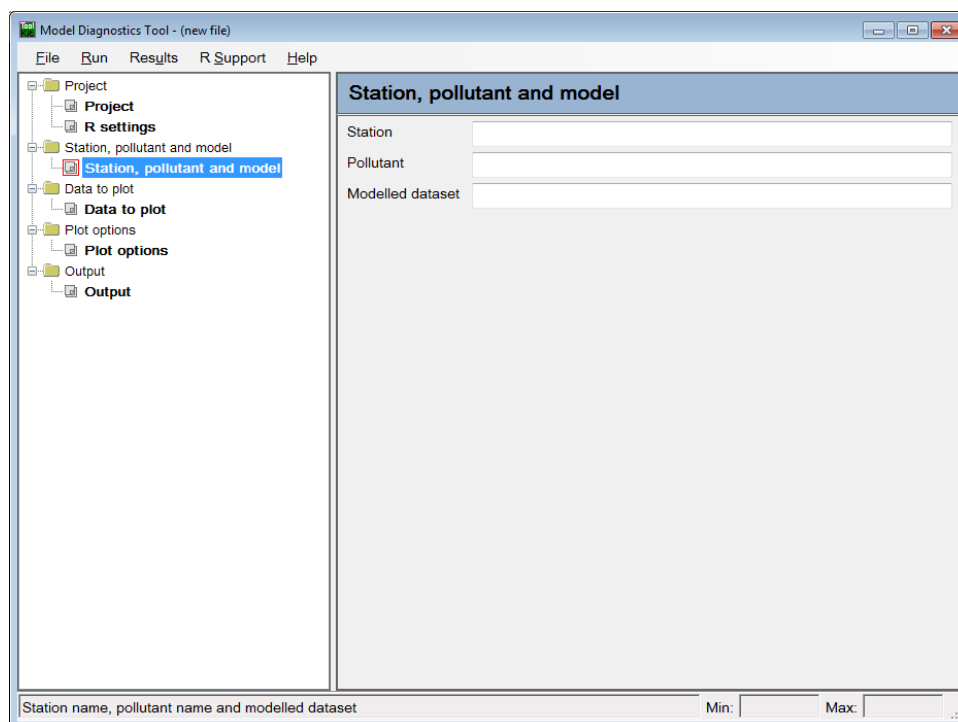 Model Diagnostics Tool - (new file)
File Run Results R Support Help
Project
Project
R settings
Station, pollutant and model
Station, pollutant and model
Data to plot
Data to plot
Plot options
Plot options
Output
Output
Station, pollutant and model
Station
Pollutant
Modelled dataset
Station name, pollutant name and modelled dataset Min: Max: